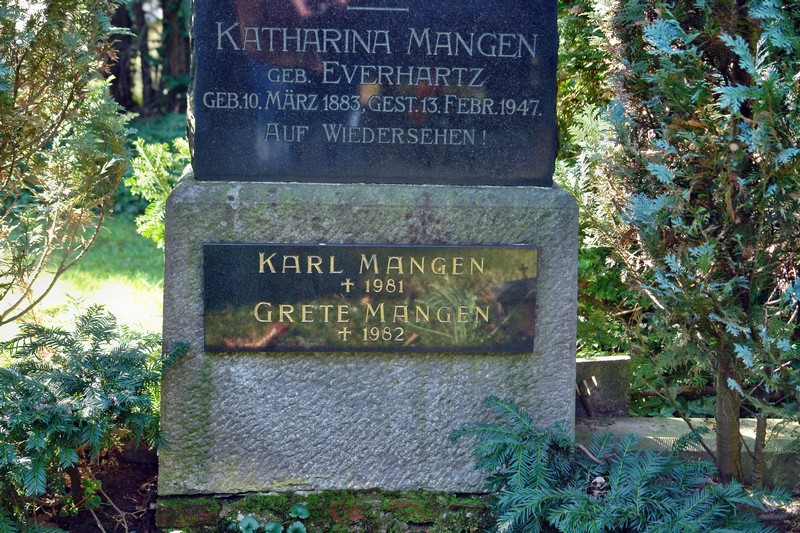 KATHARINA MANGEN
GEB. EVERHARTZ
GEB. 10. MÄRZ 1883, GEST. 13. FEBR. 1947.
AUF WIEDERSEHEN!
KARL MANGEN
✝ 1981
GRETE MANGEN
✝ 1982